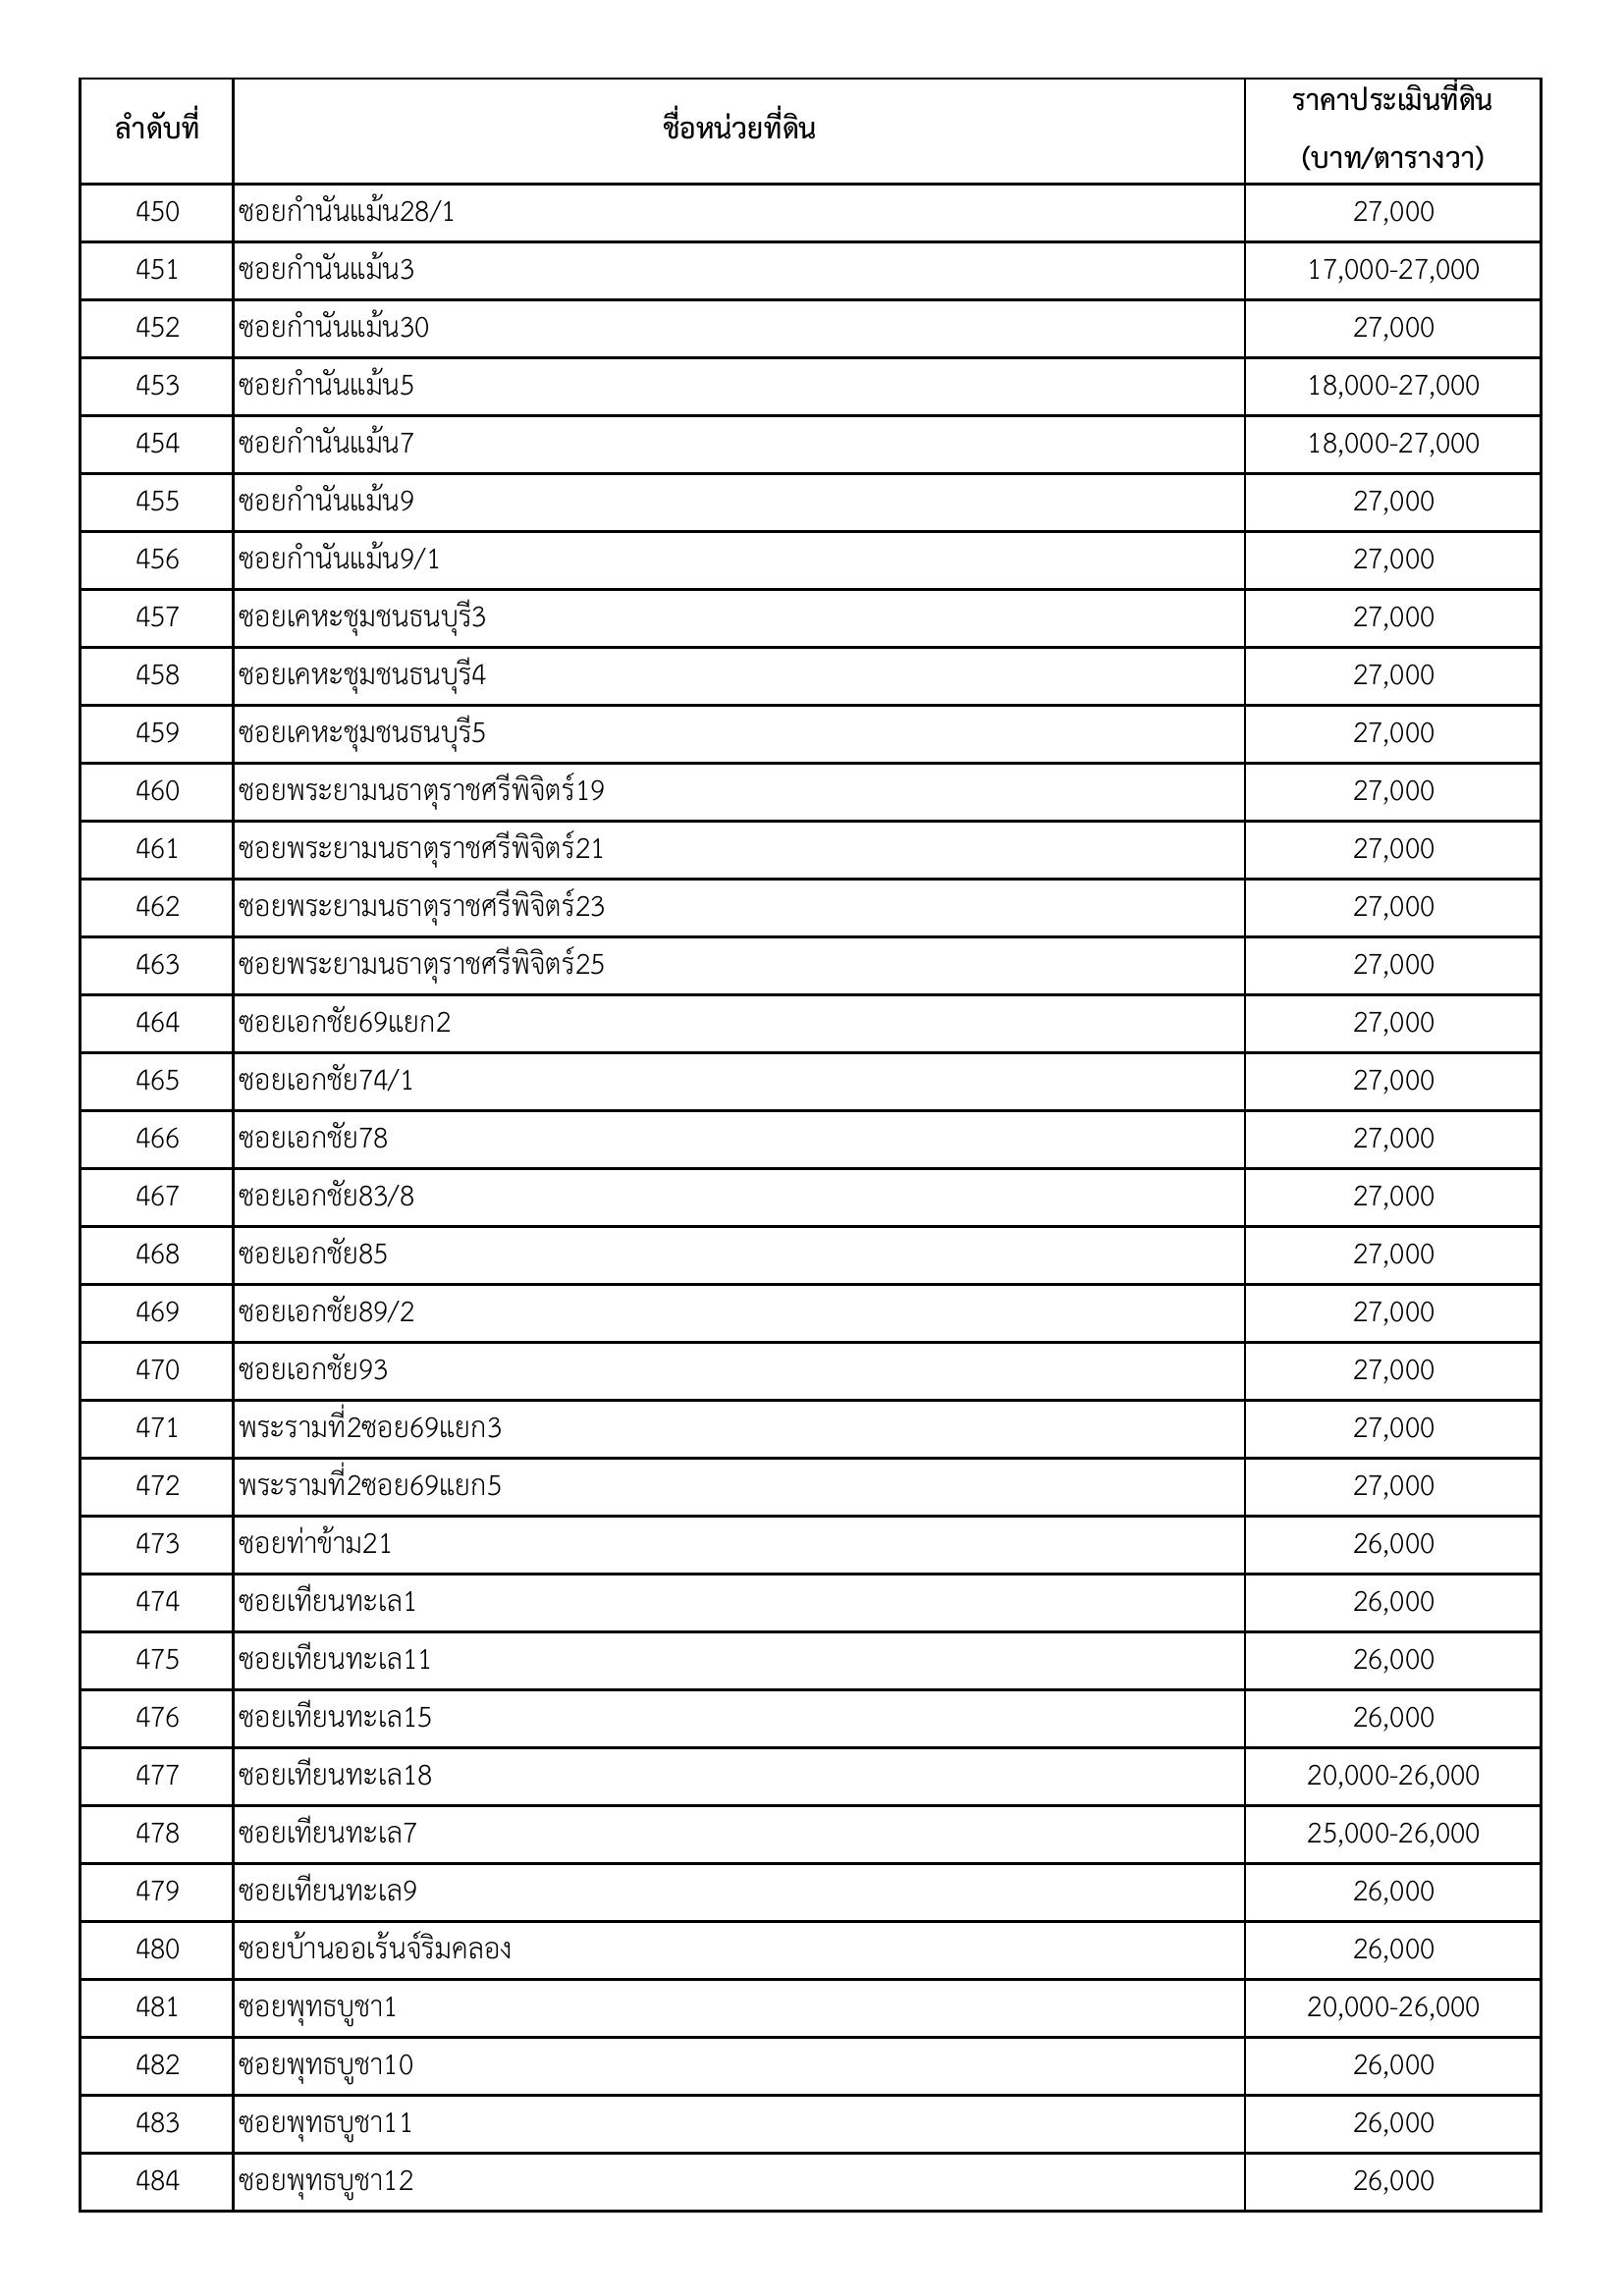 ลำดับที่ ชื่อหน่วยที่ดิน ราคาประเมินที่ดิน
(บาท/ตารางวา)
450 ซอยกำนันแม้น28/1 27,000
451 ซอยกำนันแม้น3 17,000-27,000
452 ซอยกำนันแม้น30 27,000
453 ซอยกำนันแม้น5 18,000-27,000
454 ซอยกำนันแม้น7 18,000-27,000
455 ซอยกำนันแม้น9 27,000
456 ซอยกำนันแม้น9/1 27,000
457 ซอยเคหะชุมชนธนบุรี3 27,000
458 ซอยเคหะชุมชนธนบุรี4 27,000
459 ซอยเคหะชุมชนธนบุรี5 27,000
460 ซอยพระยามนธาตุราชศรีพิจิตร์19 27,000
461 ซอยพระยามนธาตุราชศรีพิจิตร์21 27,000
462 ซอยพระยามนธาตุราชศรีพิจิตร์23 27,000
463 ซอยพระยามนธาตุราชศรีพิจิตร์25 27,000
464 ซอยเอกชัย69แยก2 27,000
465 ซอยเอกชัย74/1 27,000
466 ซอยเอกชัย78 27,000
467 ซอยเอกชัย83/8 27,000
468 ซอยเอกชัย85 27,000
469 ซอยเอกชัย89/2 27,000
470 ซอยเอกชัย93 27,000
471 พระรามที่2ซอย69แยก3 27,000
472 พระรามที่2ซอย69แยก5 27,000
473 ซอยท่าข้าม21 26,000
474 ซอยเทียนทะเล1 26,000
475 ซอยเทียนทะเล11 26,000
476 ซอยเทียนทะเล15 26,000
477 ซอยเทียนทะเล18 20,000-26,000
478 ซอยเทียนทะเล7 25,000-26,000
479 ซอยเทียนทะเล9 26,000
480 ซอยบ้านออเร้นจ์ริมคลอง 26,000
481 ซอยพุทธบูชา1 20,000-26,000
482 ซอยพุทธบูชา10 26,000
483 ซอยพุทธบูชา11 26,000
484 ซอยพุทธบูชา12 26,000